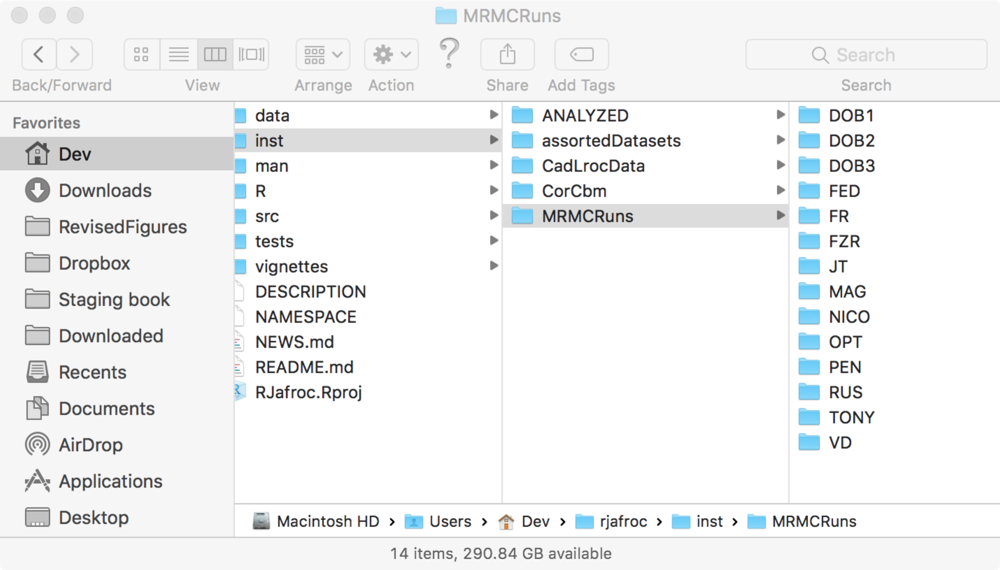 MRMCRuns
Search
Back/Forward View Arrange Action Share Add Tags Search
Favorites
Dev
Downloads
RevisedFigures
Dropbox
Staging book
Downloaded
Recents
Documents
AirDrop
Applications
Desktop
data
inst
man
R
src
tests
vignettes
DESCRIPTION
NAMESPACE
NEWS.md
README.md
RJafroc.Rproj
ANALYZED
assortedDatasets
CadLrocData
CorCbm
MRMCRuns
DOB1
DOB2
DOB3
FED
FR
FZR
JT
MAG
NICO
OPT
PEN
RUS
TONY
VD
Macintosh HD › Users › Dev › rjafroc › inst › MRMCRuns
14 items, 290.84 GB available